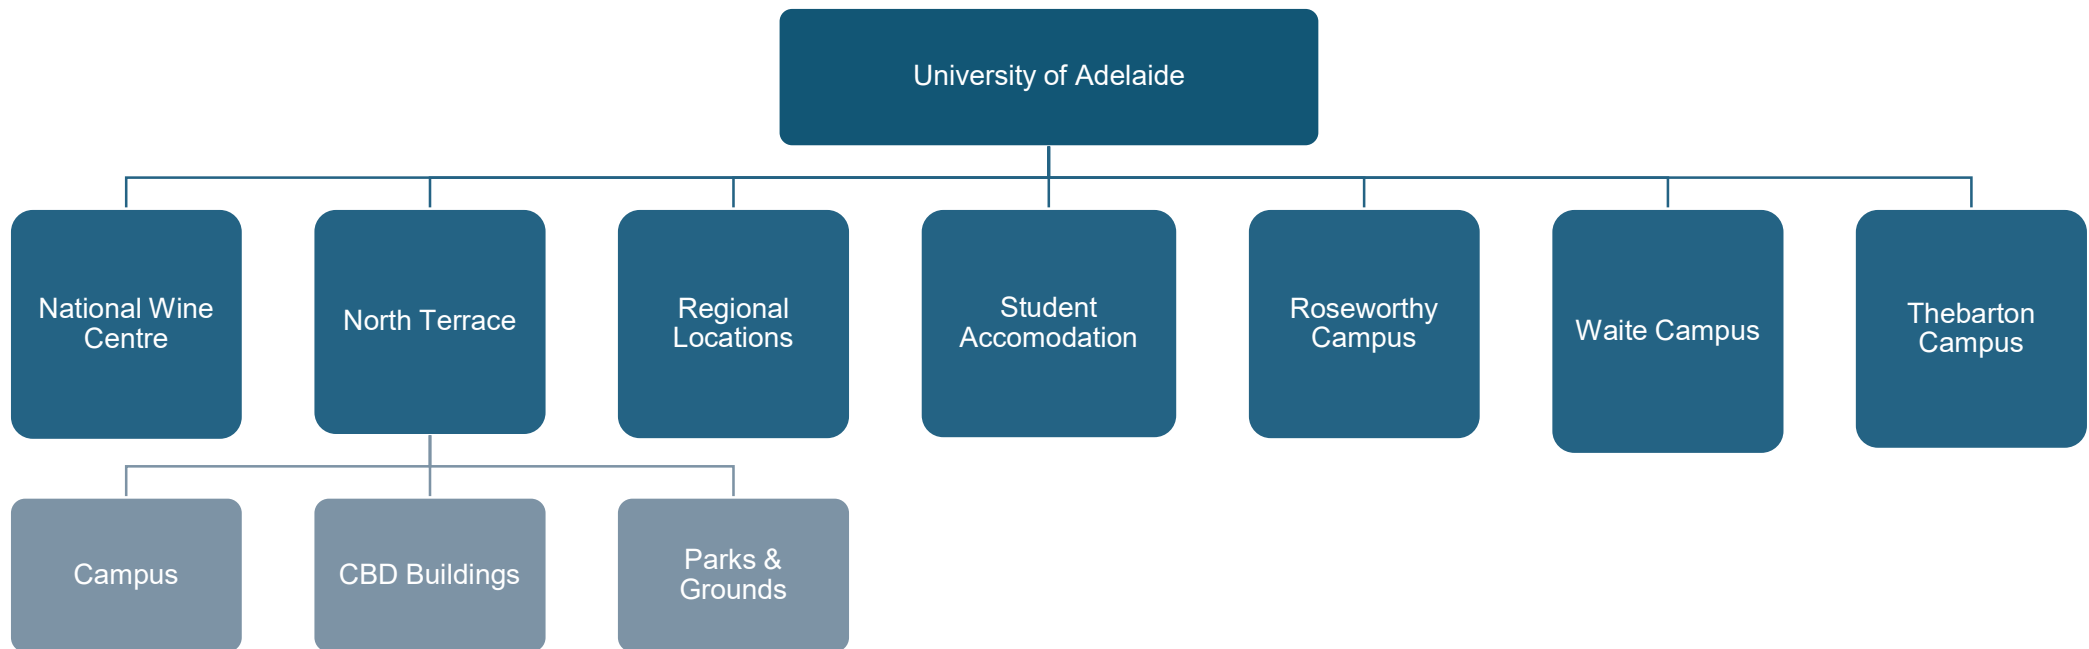 University of Adelaide
National Wine
Centre
North Terrace
Regional
Locations
Student
Accomodation
Roseworthy
Campus
Waite Campus
Thebarton
Campus
Campus
CBD Buildings
Parks &
Grounds